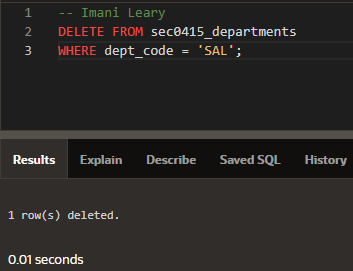 1 -- Imani Leary
2 DELETE FROM sec0415_departments
3 WHERE dept_code = 'SAL';
Results Explain Describe Saved SQL History
1 row(s) deleted.
0.01 seconds